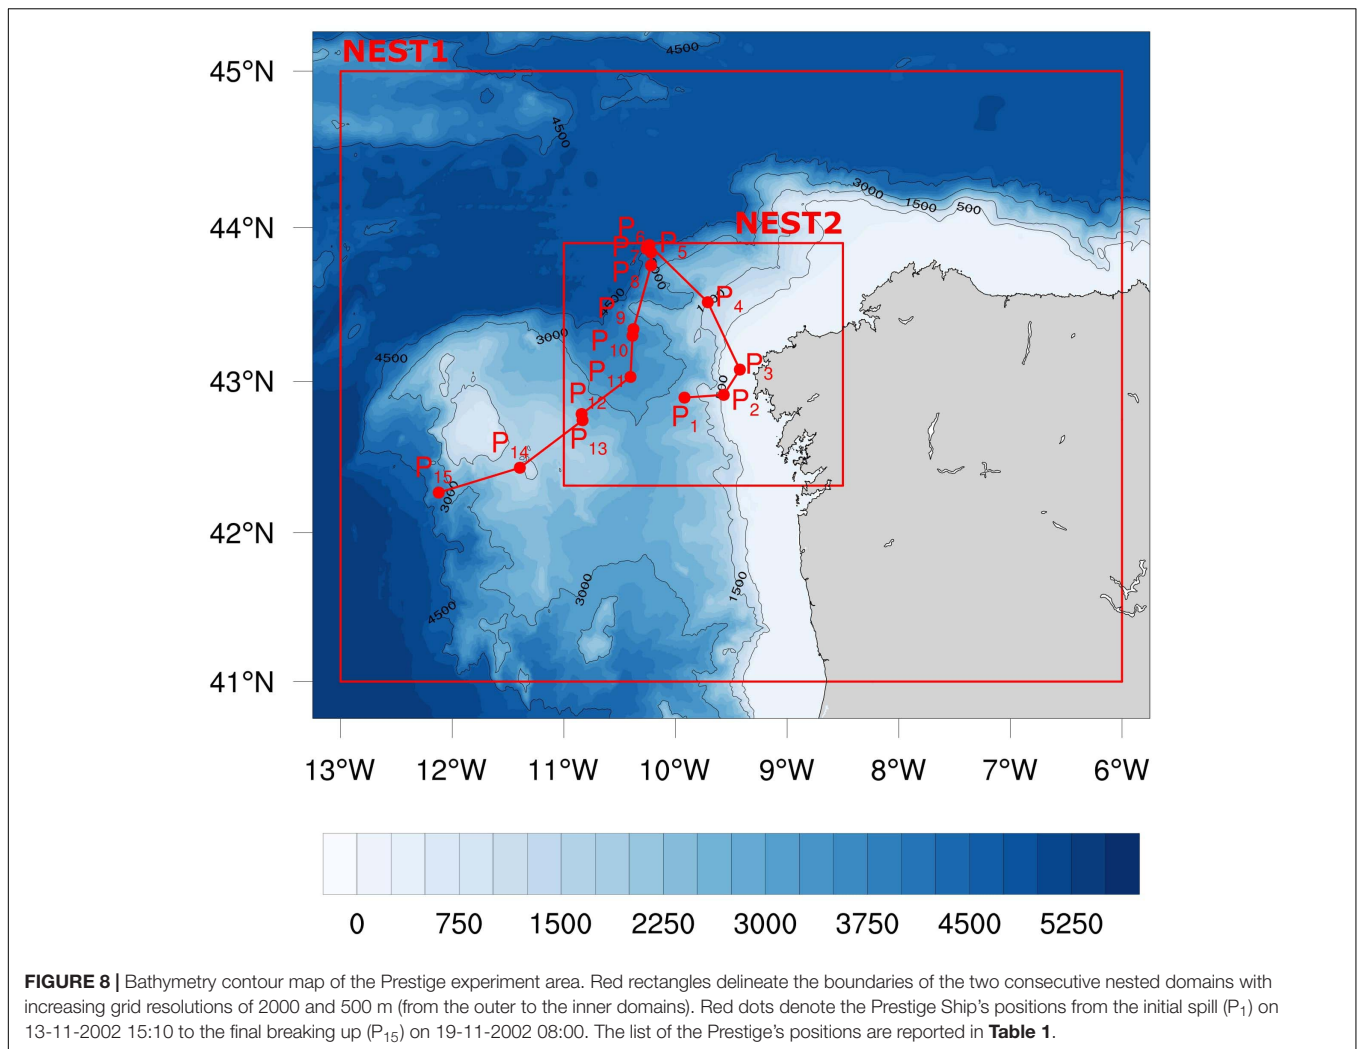 4500
NEST1
45°N
4500
3000
1500
500
44°N
NEST2
P5
P4
4500
3000
4500
P9
P10
43°N
P3
P11
P12
P2
P1
P13
P14
P15
3000
42°N
3000
1500
4500
41°N
13°W 12°W 11°W 10°W 9°W 8°W 7°W 6°W
0 750 1500 2250 3000 3750 4500 5250
FIGURE 8 | Bathymetry contour map of the Prestige experiment area. Red rectangles delineate the boundaries of the two consecutive nested domains with
increasing grid resolutions of 2000 and 500 m (from the outer to the inner domains). Red dots denote the Prestige Ship's positions from the initial spill (P1) on
13-11-2002 15:10 to the final breaking up (P15) on 19-11-2002 08:00. The list of the Prestige's positions are reported in Table 1.